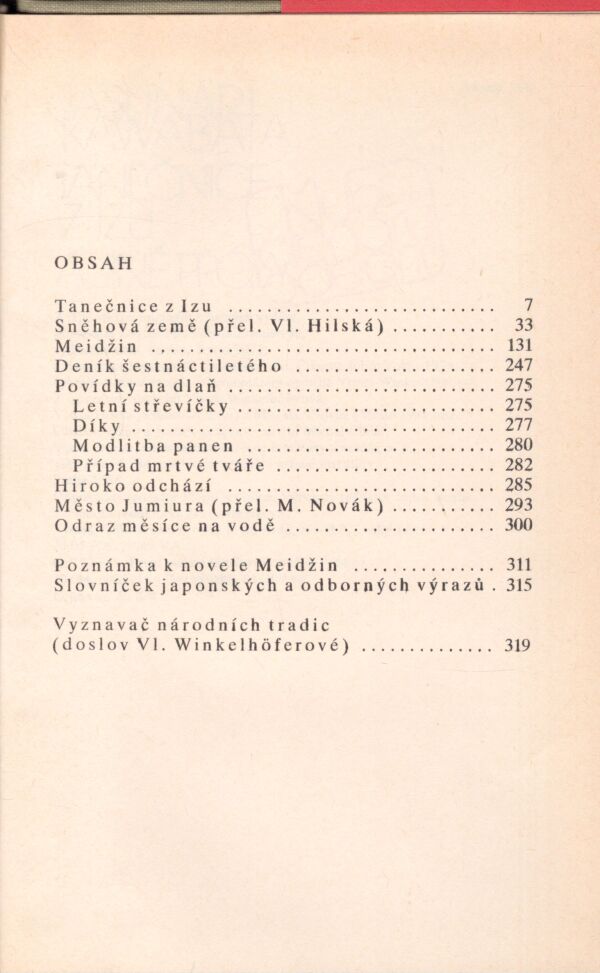 OBSAH
Tanečnice z Izu ............................ 7
Sněhová země (přel. Vl. Hilská) ........... 33
Meidžin .................................... 131
Deník šestnáctiletého ..................... 247
Povídky na dlaň ............................ 275
Letní střevíčky ........................... 275
Díky ....................................... 277
Modlitba panen ............................ 280
Případ mrtvé tváře ........................ 282
Hiroko odchází ............................. 285
Město Jumiura (přel. M. Novák) ............ 293
Odraz měsíce na vodě ...................... 300
Poznámka k novele Meidžin ............... 311
Slovníček japonských a odborných výrazů . 315
Vyznavač národních tradic
(doslov Vl. Winkelhöferové) .............. 319